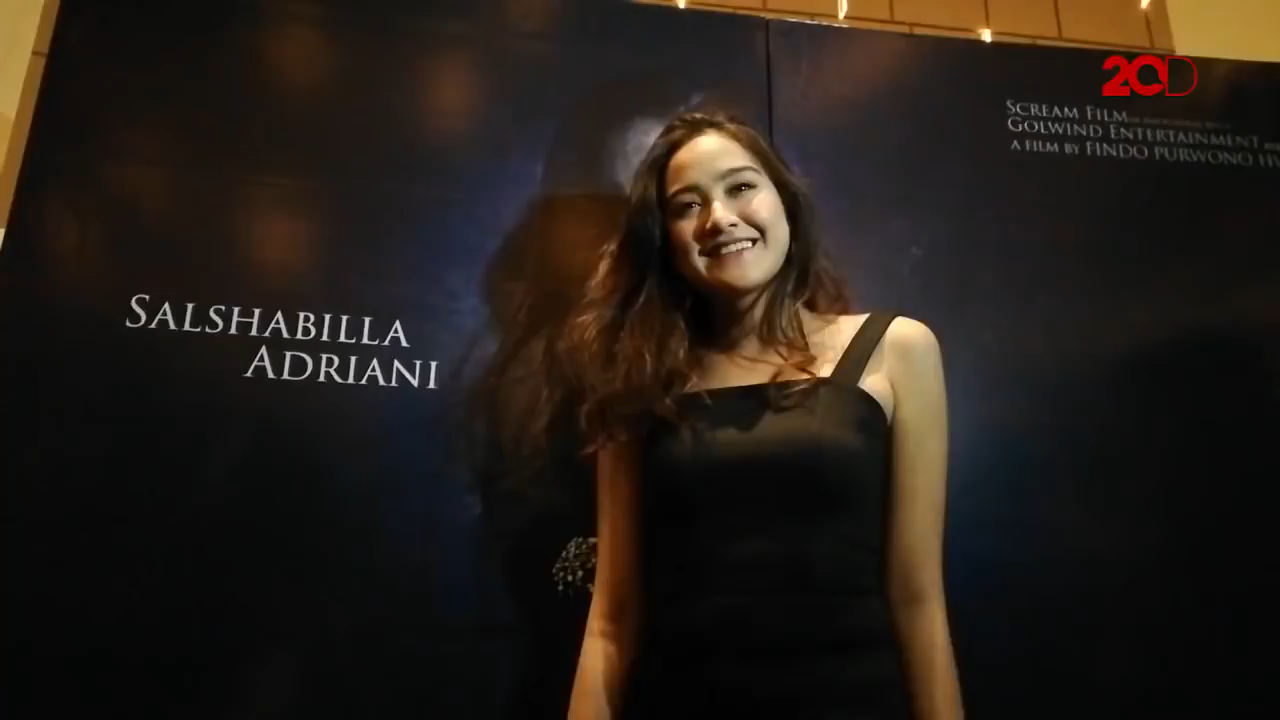 20D
SCREAM FILM
GOLWIND ENTERTAINMENT
A FILM BY FINDO PURWONO
SALSHABILLA
ADRIANI